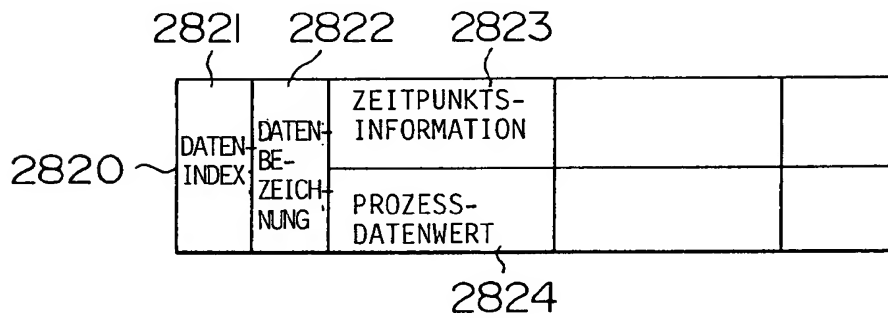 2821 2822 2823
2820
DATEN-
INDEX
DATEN-
BE-
ZEICH-
NUNG
ZEITPUNKTS-
INFORMATION
PROZESS-
DATENWERT
2824